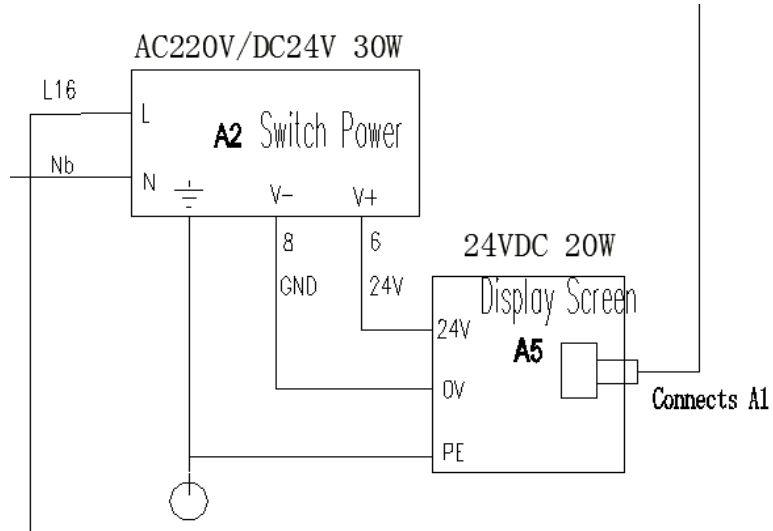 AC220V/DC24V 30W
L16
L
A2 Switch Power
Nb
N
V-
V+
8
6
24VDC 20W
GND
24V
Display Screen
24V
A5
0V
Connects A1
PE